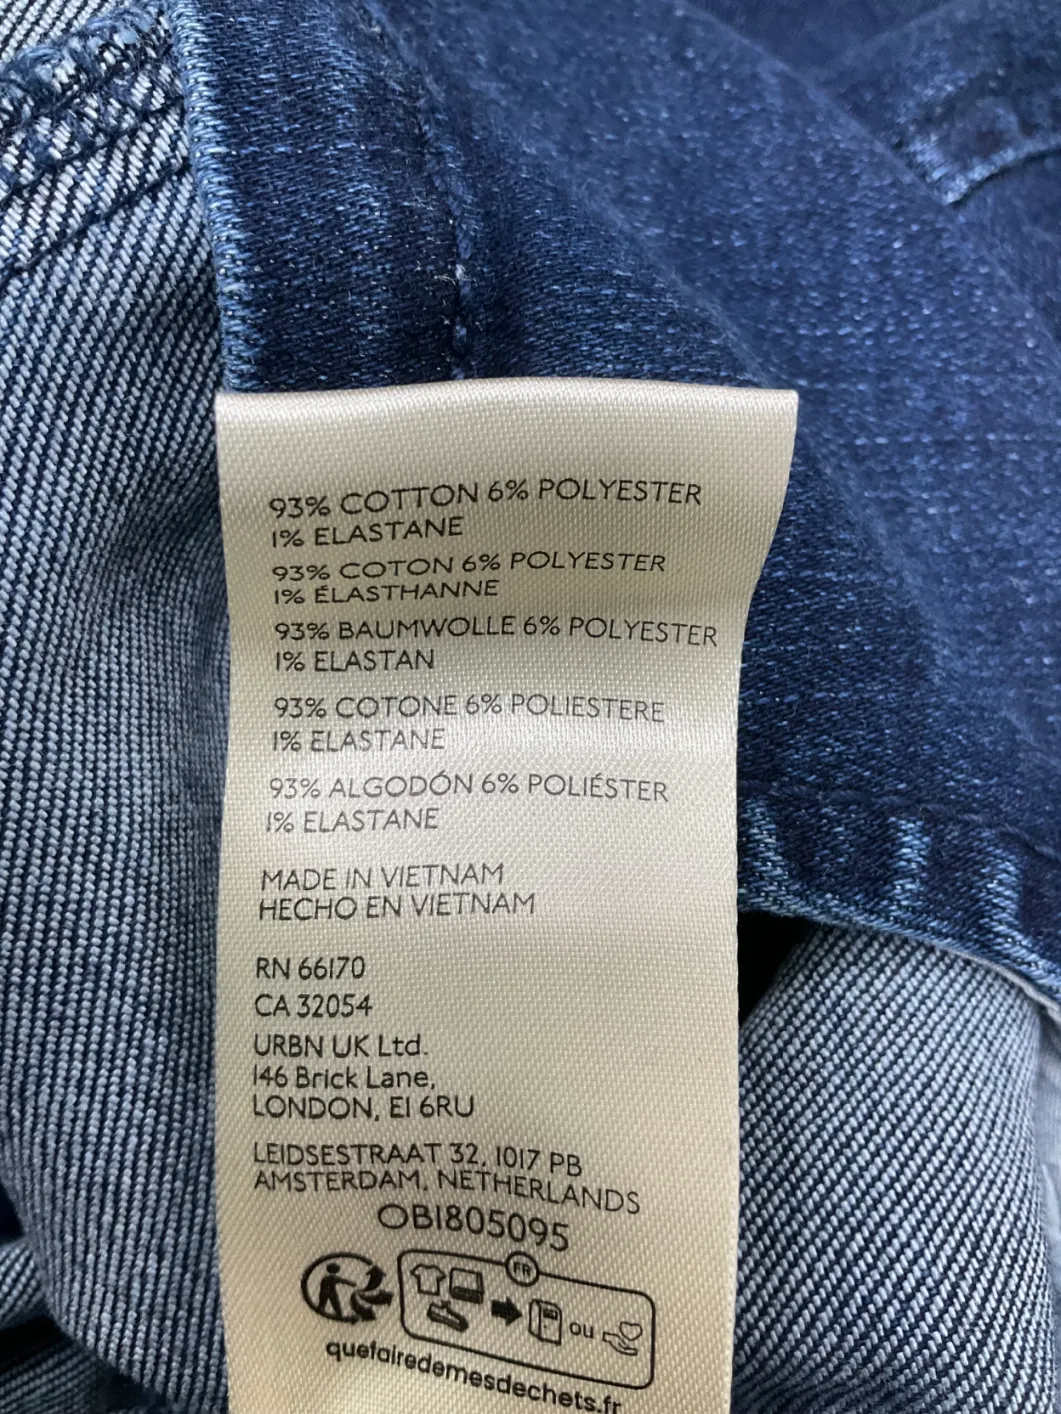 93% COTTON 6% POLYESTER
1% ELASTANE
93% COTON 6% POLYESTER
1% ÉLASTHANNE
93% BAUMWOLLE 6% POLYESTER
1% ELASTAN
93% COTONE 6% POLIESTERE
1% ELASTANE
93% ALGODÓN 6% POLIÉSTER
1% ELASTANE
MADE IN VIETNAM
HECHO EN VIETNAM
RN 66170
CA 32054
URBN UK Ltd.
146 Brick Lane,
LONDON, E1 6RU
LEIDSESTRAAT 32, 1017 PB
AMSTERDAM, NETHERLANDS
OB1805095
FR
ou
quefairedemesdechets.fr